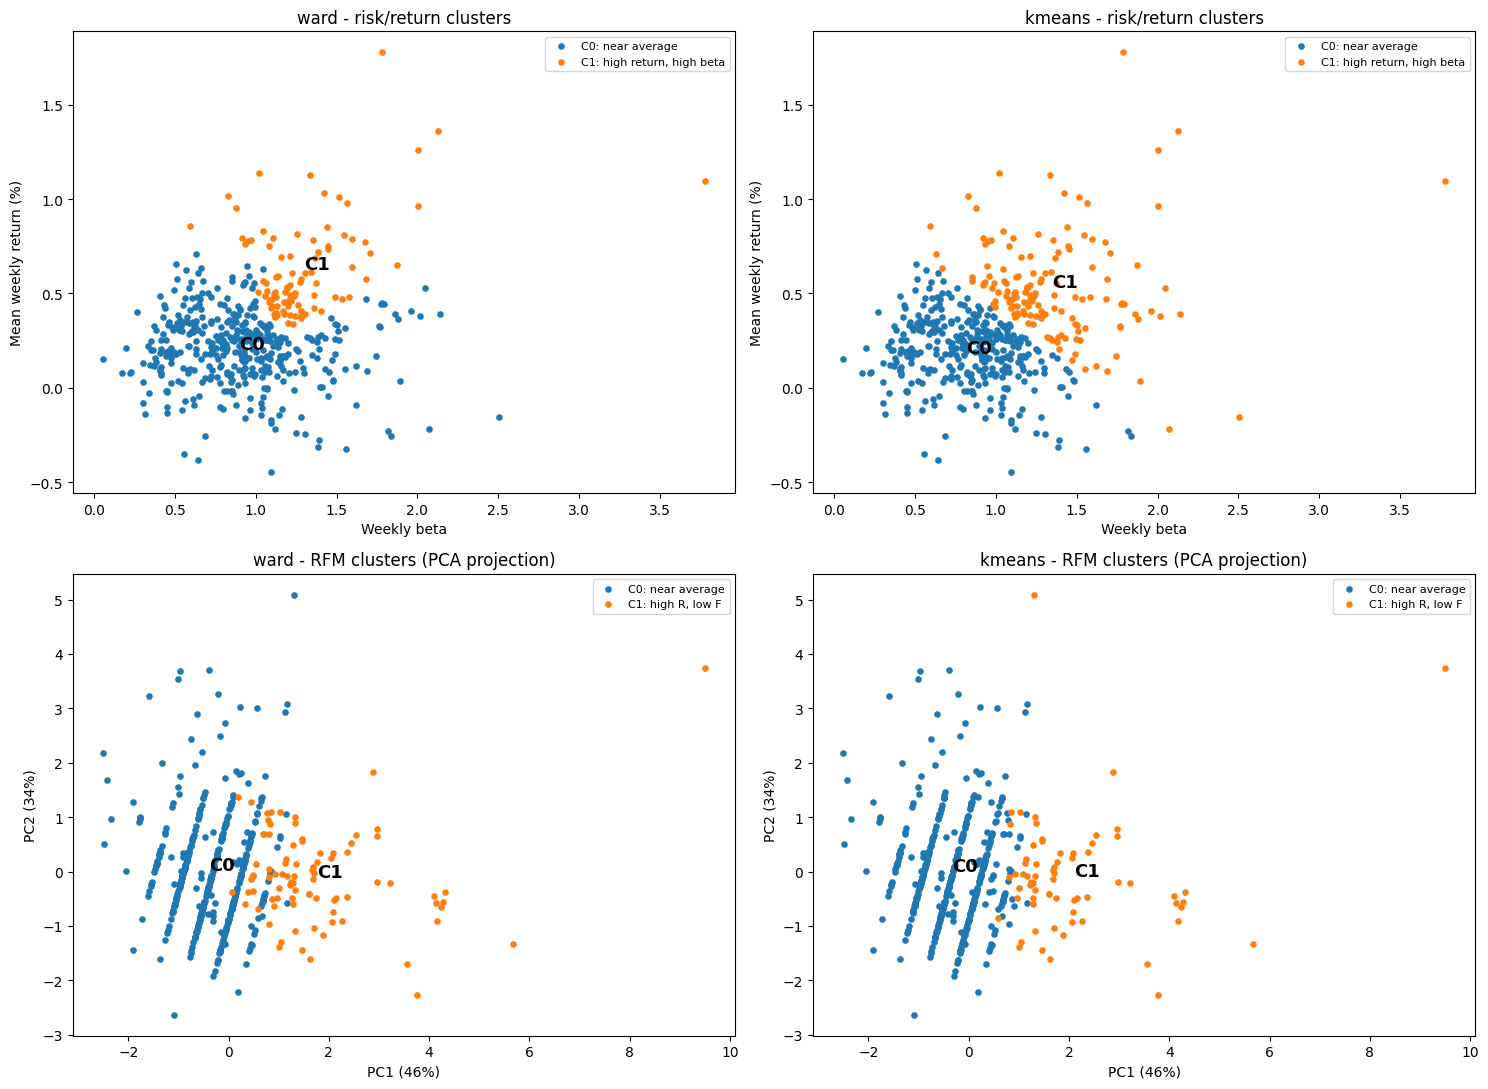 ward - risk/return clusters
C0: near average
C1: high return, high beta
Mean weekly return (%)
1.5
1.0
0.5
0.0
−0.5
C1
C0
0.0 0.5 1.0 1.5 2.0 2.5 3.0 3.5
Weekly beta
kmeans - risk/return clusters
C0: near average
C1: high return, high beta
Mean weekly return (%)
1.5
1.0
0.5
0.0
−0.5
C1
C0
0.0 0.5 1.0 1.5 2.0 2.5 3.0 3.5
Weekly beta
ward - RFM clusters (PCA projection)
C0: near average
C1: high R, low F
PC2 (34%)
5
4
3
2
1
0
−1
−2
−3
C0
C1
−2 0 2 4 6 8 10
PC1 (46%)
kmeans - RFM clusters (PCA projection)
C0: near average
C1: high R, low F
PC2 (34%)
5
4
3
2
1
0
−1
−2
−3
C0
C1
−2 0 2 4 6 8 10
PC1 (46%)